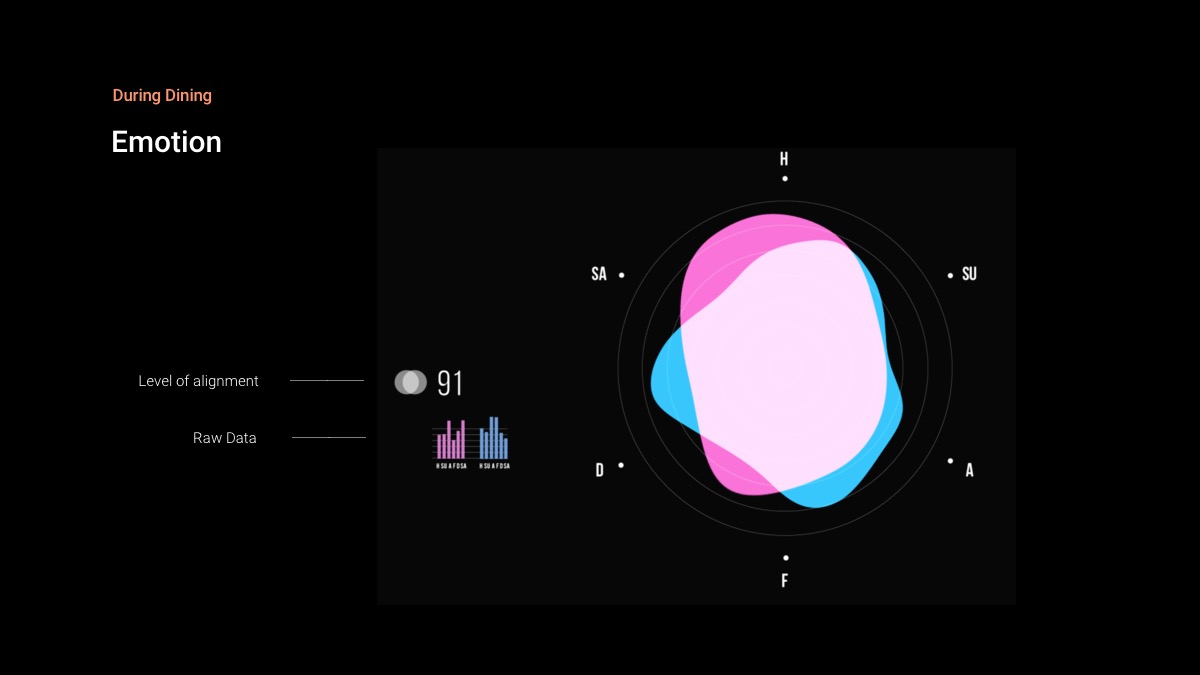 During Dining
Emotion
H
SA
SU
Level of alignment
91
Raw Data
H SU A F D SA
H SU A F D SA
D
A
F